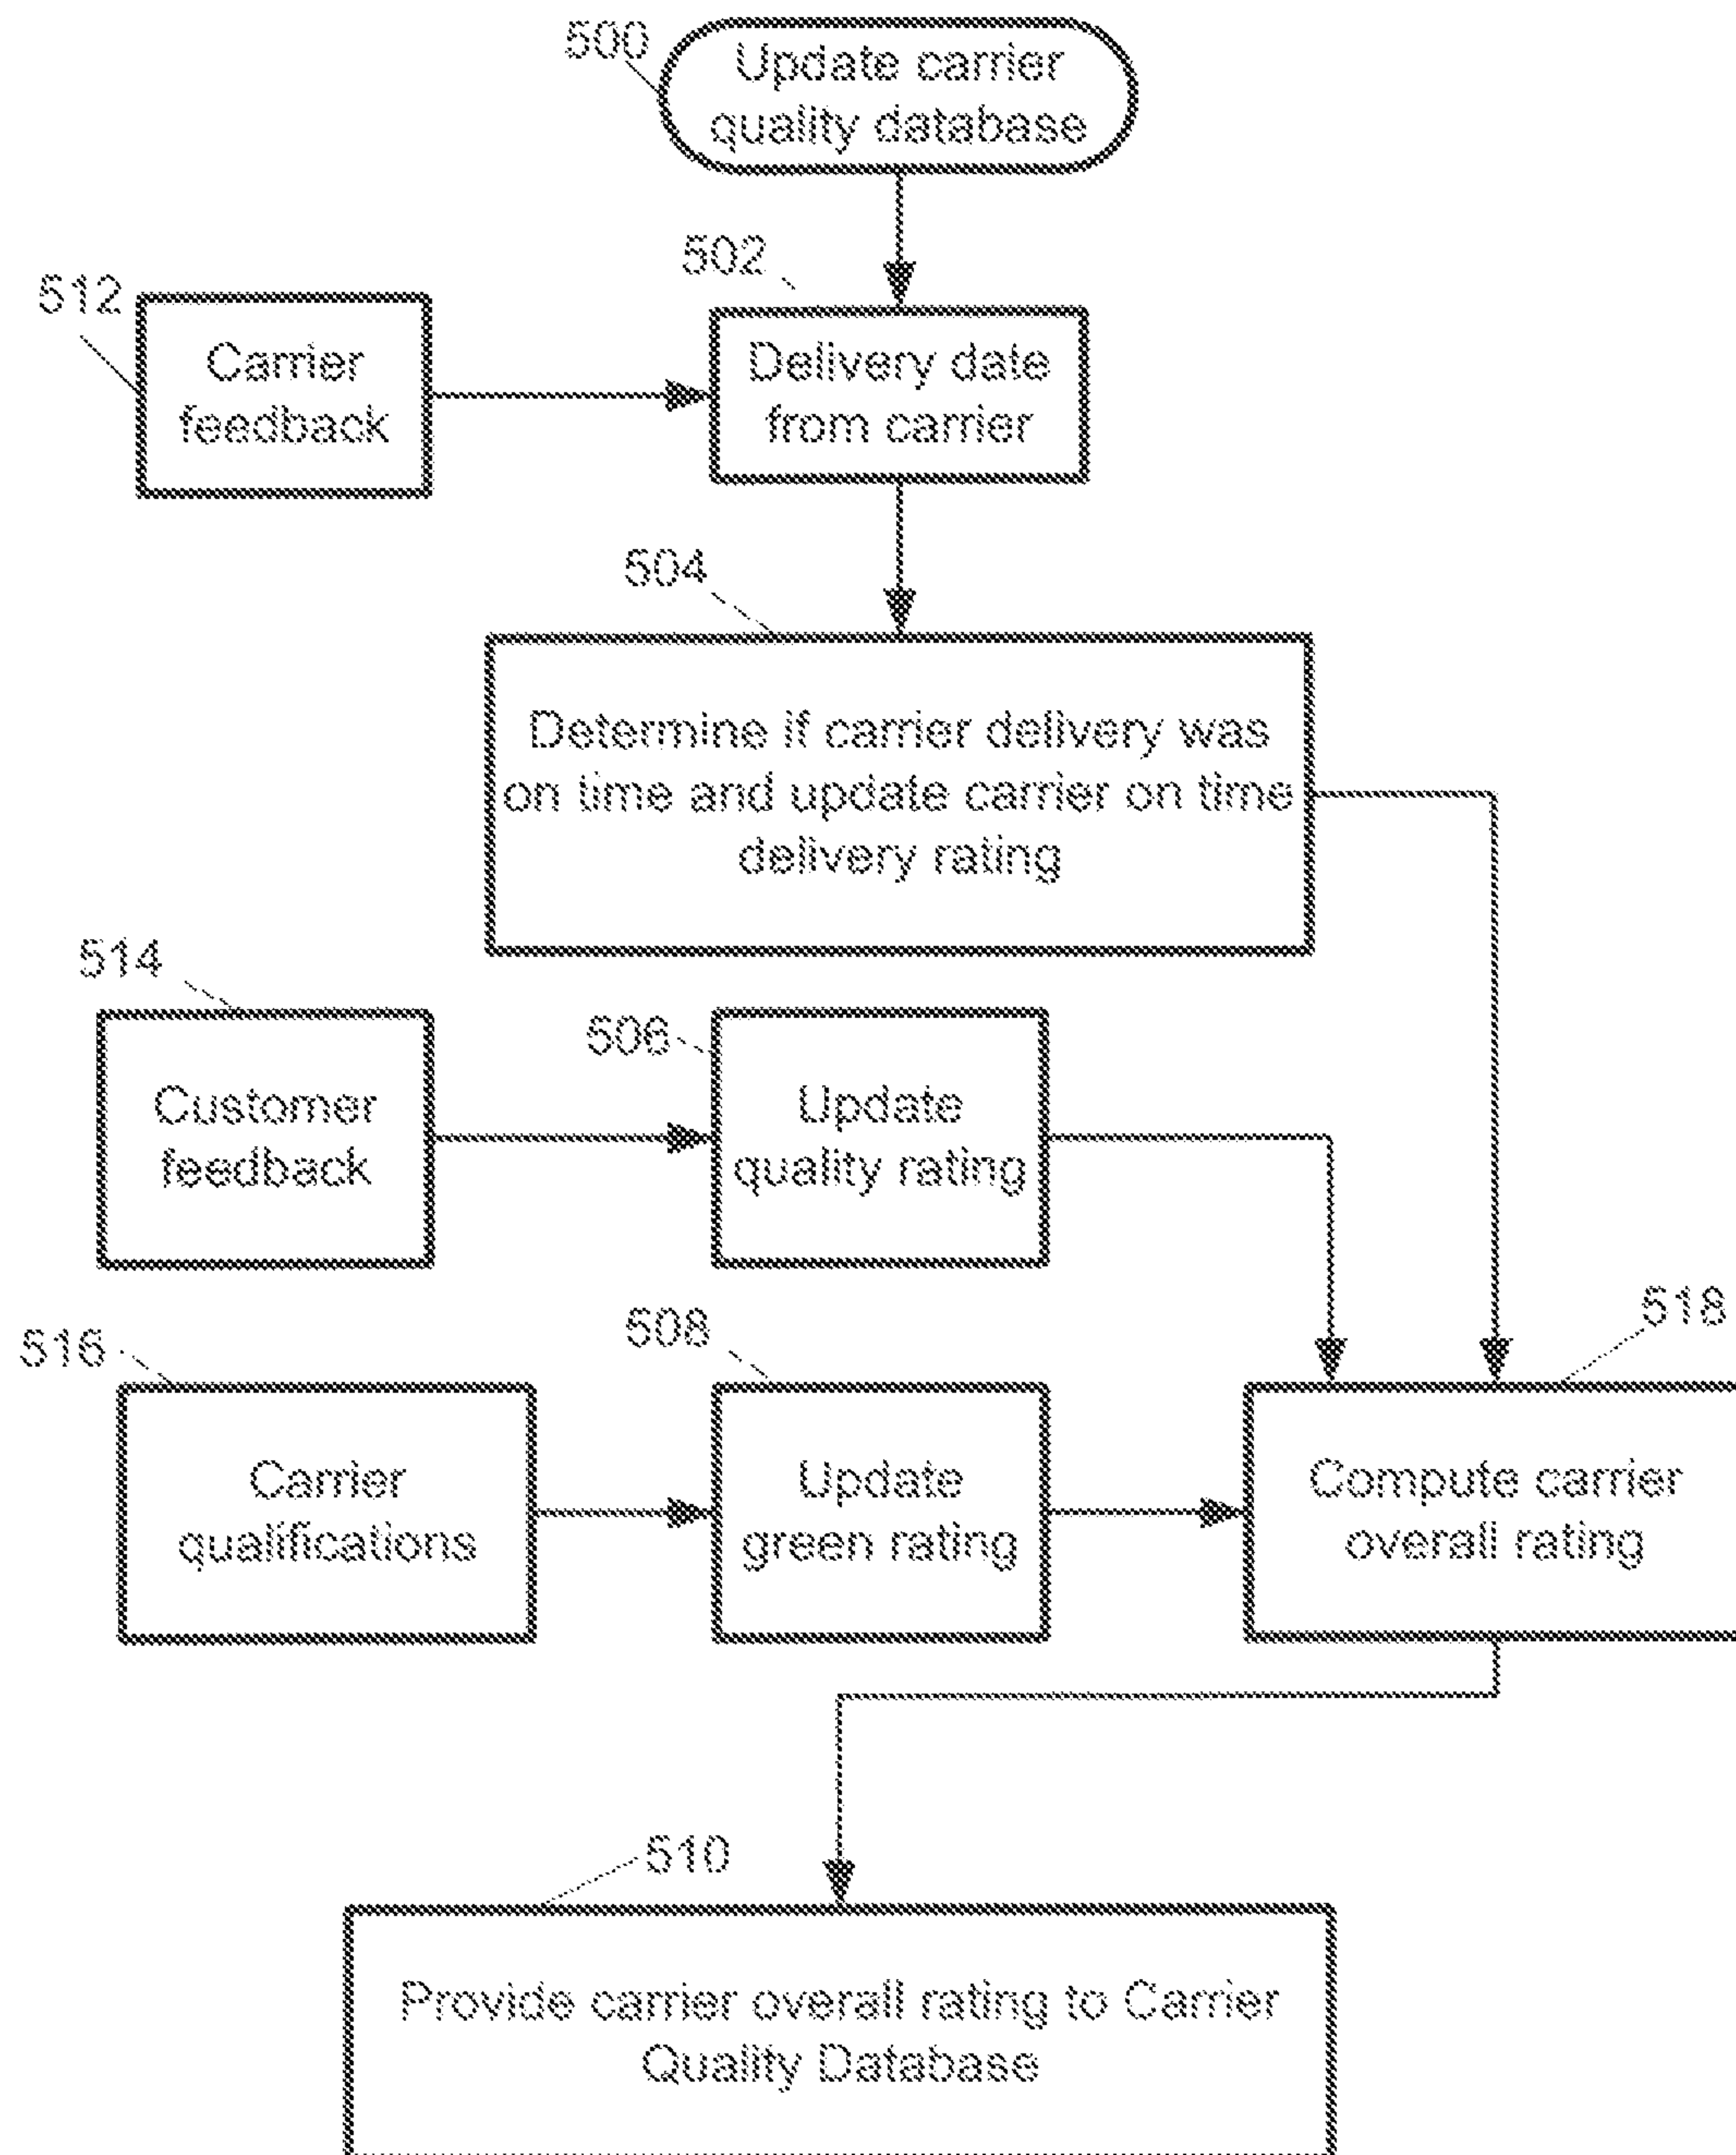 500
Update carrier
quality database
502
512
Carrier
feedback
Delivery date
from carrier
504
Determine if carrier delivery was
on time and update carrier on time
delivery rating
514
506
Customer
feedback
Update
quality rating
516
508
518
Carrier
qualifications
Update
green rating
Compute carrier
overall rating
510
Provide carrier overall rating to Carrier
Quality Database